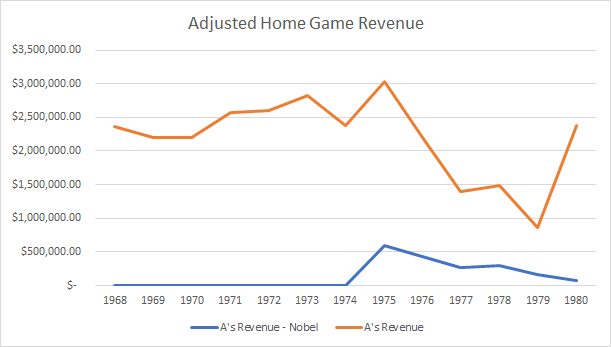 Adjusted Home Game Revenue
$3,500,000.00
$3,000,000.00
$2,500,000.00
$2,000,000.00
$1,500,000.00
$1,000,000.00
$500,000.00
$-
1968 1969 1970 1971 1972 1973 1974 1975 1976 1977 1978 1979 1980
A's Revenue - Nobel A's Revenue